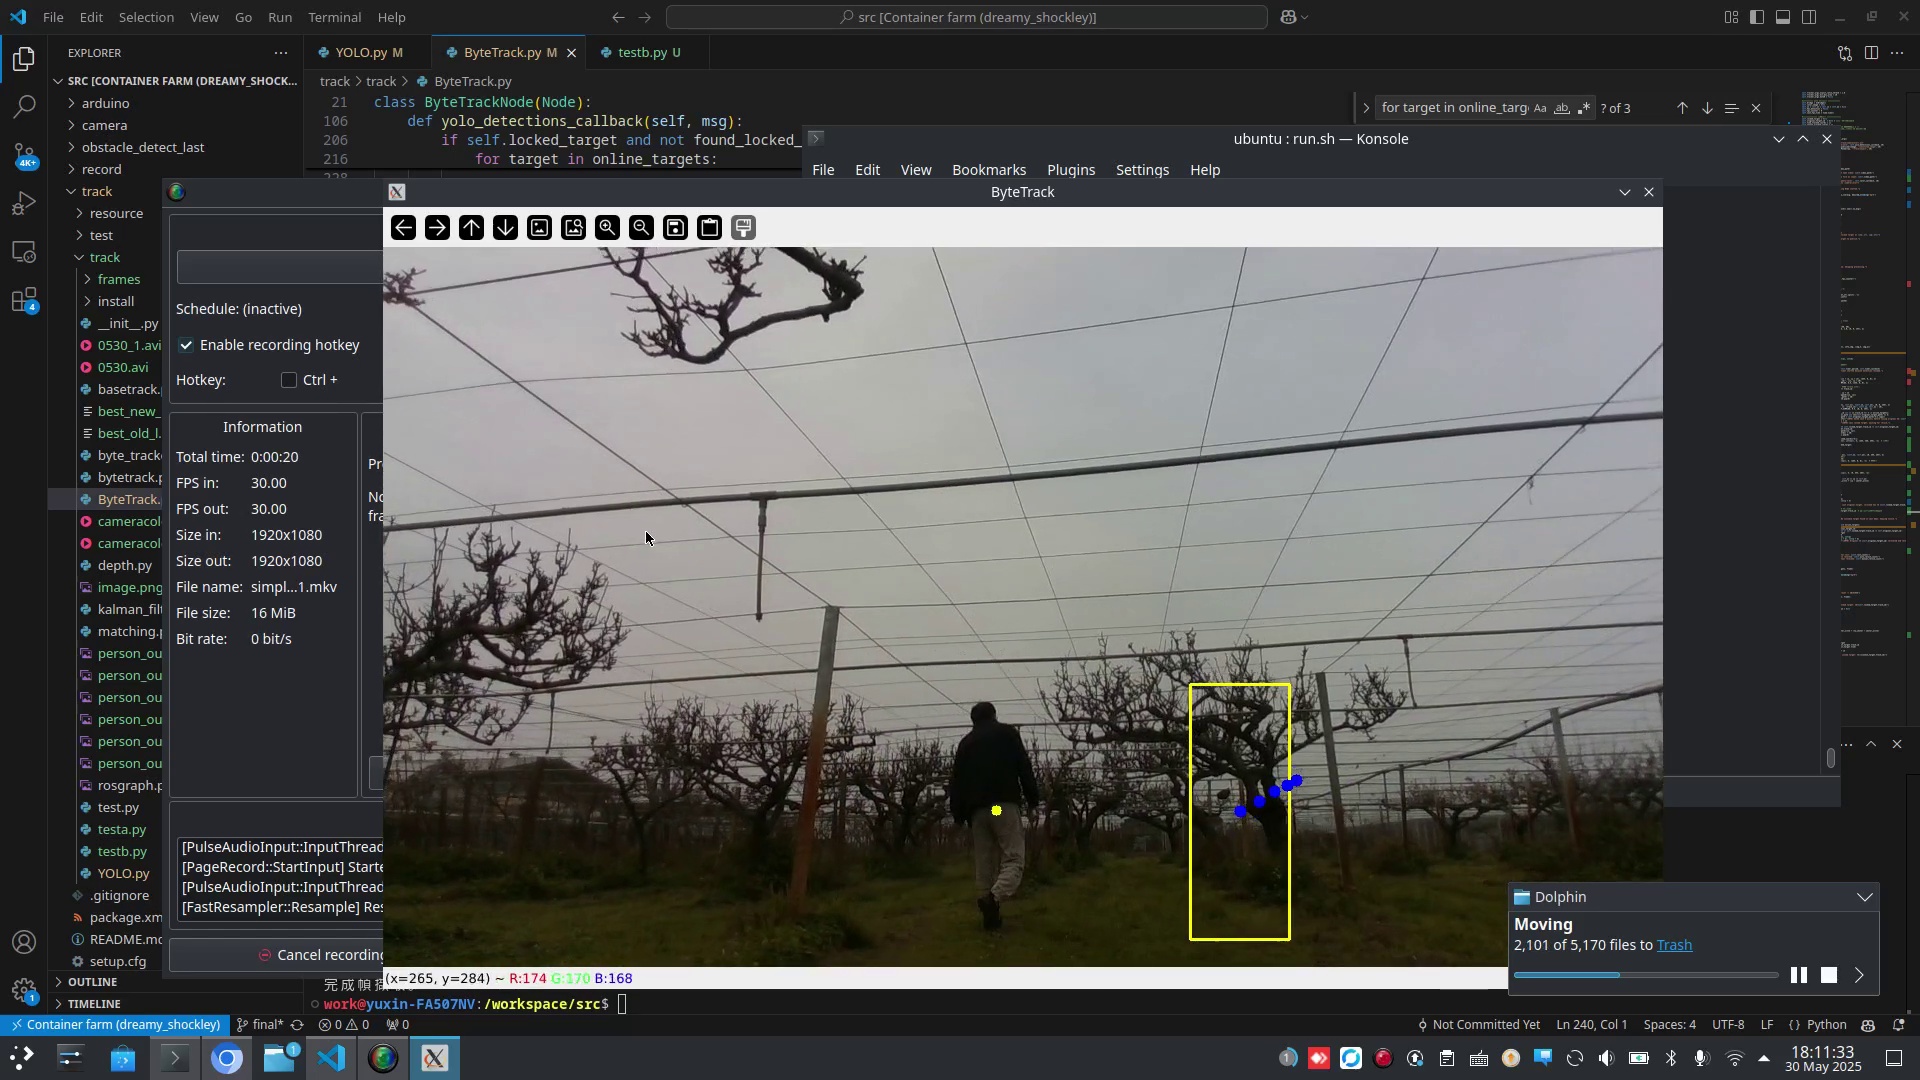 File Edit Selection View Go Run Terminal Help
src [Container farm (dreamy_shockley)]
EXPLORER
SRC [CONTAINER FARM (DREAMY_SHOCK...
arduino
camera
obstacle_detect_last
record
track
resource
test
track
frames
install
__init__.py
0530_1.avi
0530.avi
basetrack.
best_new_
best_old_l.
byte_track
bytetrack.p
ByteTrack.
cameracol
cameracol
depth.py
image.png
kalman_filt
matching.p
person_ou
person_ou
person_ou
person_ou
person_ou
person_ou
rosgraph.p
test.py
testa.py
testb.py
YOLO.py
.gitignore
package.xm
README.md
setup.cfg
OUTLINE
TIMELINE
4K+
4
1
YOLO.py M
ByteTrack.py M
testb.py U
track > track > ByteTrack.py
21 class ByteTrackNode(Node):
106 def yolo_detections_callback(self, msg):
206 if self.locked_target and not found_locked_
216 for target in online_targets:
228
for target in online_targ
Aa ab .*
? of 3
ubuntu : run.sh — Konsole
File Edit View Bookmarks Plugins Settings Help
ByteTrack
Schedule: (inactive)
Enable recording hotkey
Hotkey: Ctrl +
Information
Total time: 0:00:20
FPS in: 30.00
FPS out: 30.00
Size in: 1920x1080
Size out: 1920x1080
File name: simpl...1.mkv
File size: 16 MiB
Bit rate: 0 bit/s
Pr
No
fra
[PulseAudioInput::InputThread
[PageRecord::StartInput] Starte
[PulseAudioInput::InputThread
[FastResampler::Resample] Res
Cancel recording
(x=265, y=284) ~ R:174 G:170 B:168
work@yuxin-FA507NV:/workspace/src$
Dolphin
Moving
2,101 of 5,170 files to Trash
Container farm (dreamy_shockley) final* 0 0 0
Not Committed Yet Ln 240, Col 1 Spaces: 4 UTF-8 LF {} Python
1
1
18:11:33
30 May 2025